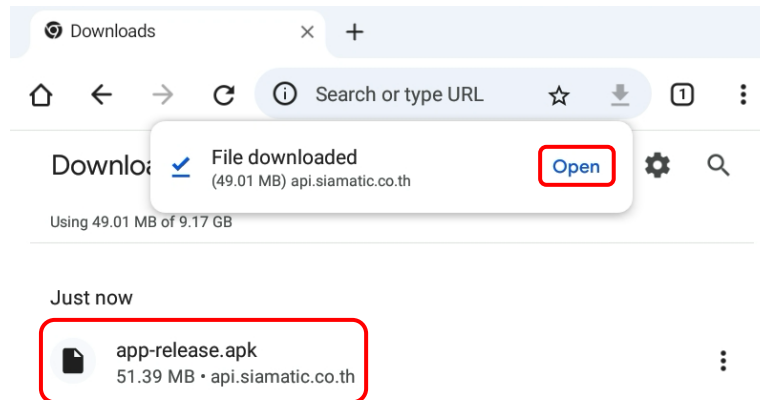 Downloads
Search or type URL
1
File downloaded
Open
(49.01 MB) api.siamatic.co.th
Downloa
Using 49.01 MB of 9.17 GB
Just now
app-release.apk
51.39 MB • api.siamatic.co.th